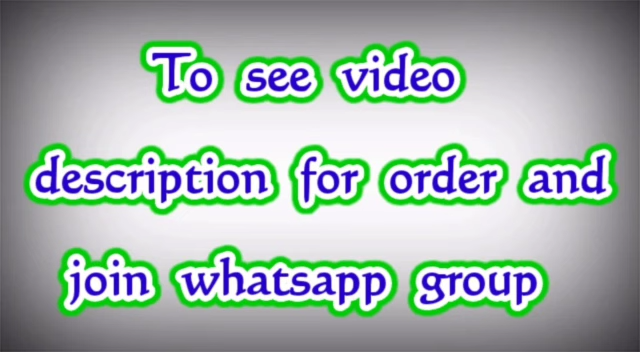 To see video
description for order and
join whatsapp group